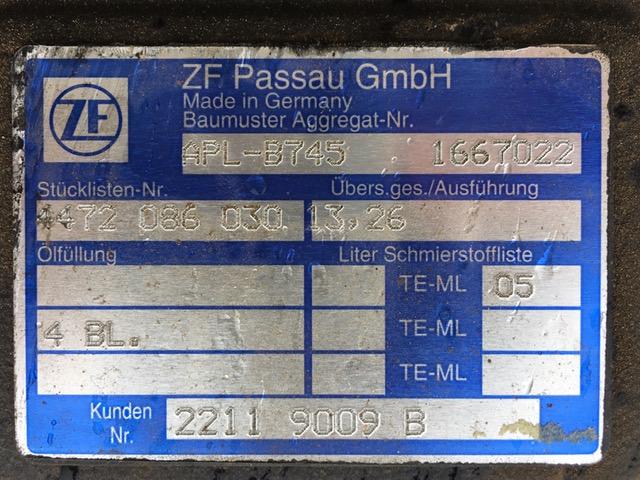 ZF
ZF Passau GmbH
Made in Germany
Baumuster Aggregat-Nr.
APL-B745 1667022
Stücklisten-Nr. Übers.ges./Ausführung
4472 086 030 13,26
Ölfüllung Liter Schmierstoffliste
TE-ML 05
4 BL. TE-ML
TE-ML
Kunden Nr. 2211 9009 B